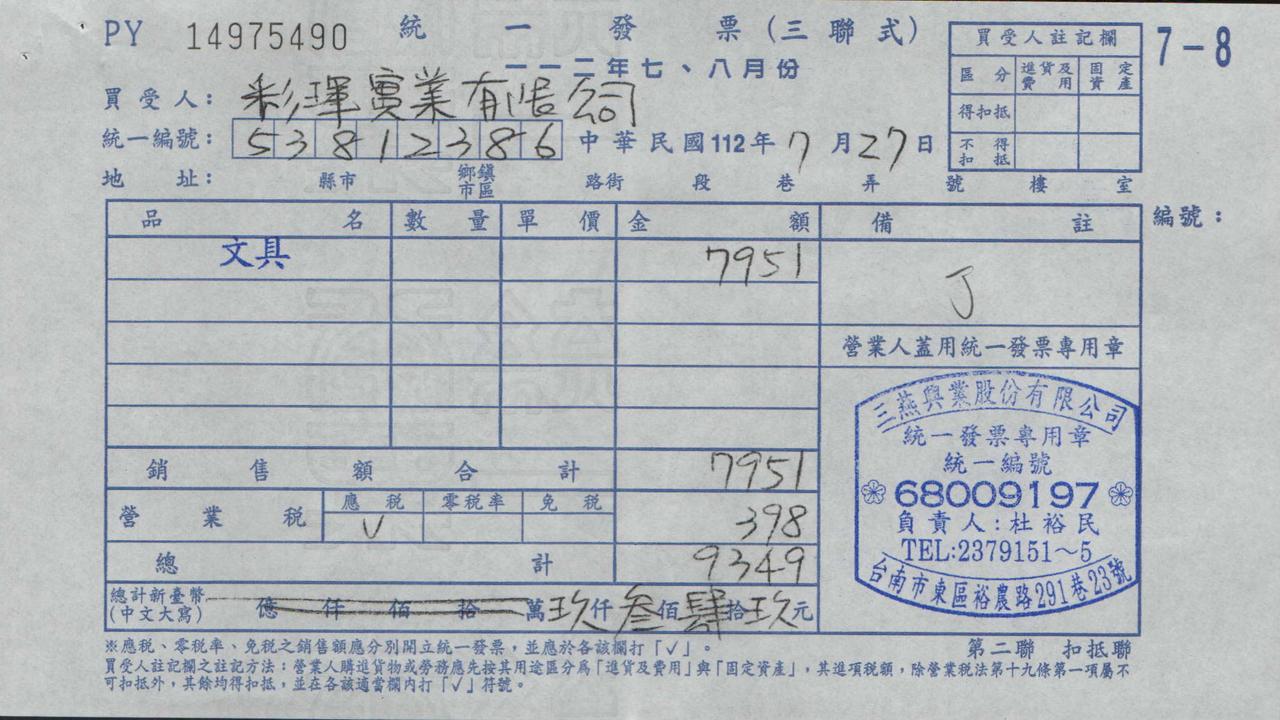 PY 14975490 統一發票(三聯式)
一一二年七、八月份
7-8
買受人註記欄
區分 進貨及費用 固定資產
得扣抵
不得扣抵
買受人: 彩琿實業有限公司
統一編號: 53812386 中華民國112年7月27日
地址: 縣市 鄉鎮市區 路街 段 巷 弄 號 樓 室
品名 數量 單價 金額 備註 編號:
文具 7951 J
營業人蓋用統一發票專用章
三燕興業股份有限公司
統一發票專用章
統一編號
68009197
負責人:杜裕民
TEL:2379151~5
台南市東區裕農路291巷23號
銷售額合計 7951
營業稅 應稅 零稅率 免稅
V 398
總計 9349
總計新臺幣(中文大寫) 億仟佰拾萬玖仟叁佰肆拾玖元
※應稅、零稅率、免稅之銷售額應分別開立統一發票,並應於各該欄打「√」。
第二聯 扣抵聯
買受人註記欄之註記方法:營業人購進貨物或勞務應先按其用途區分為「進貨及費用」與「固定資產」,其進項稅額,除營業稅法第十九條第一項屬不
可扣抵外,其餘均得扣抵,並在各該適當欄內打「√」符號。